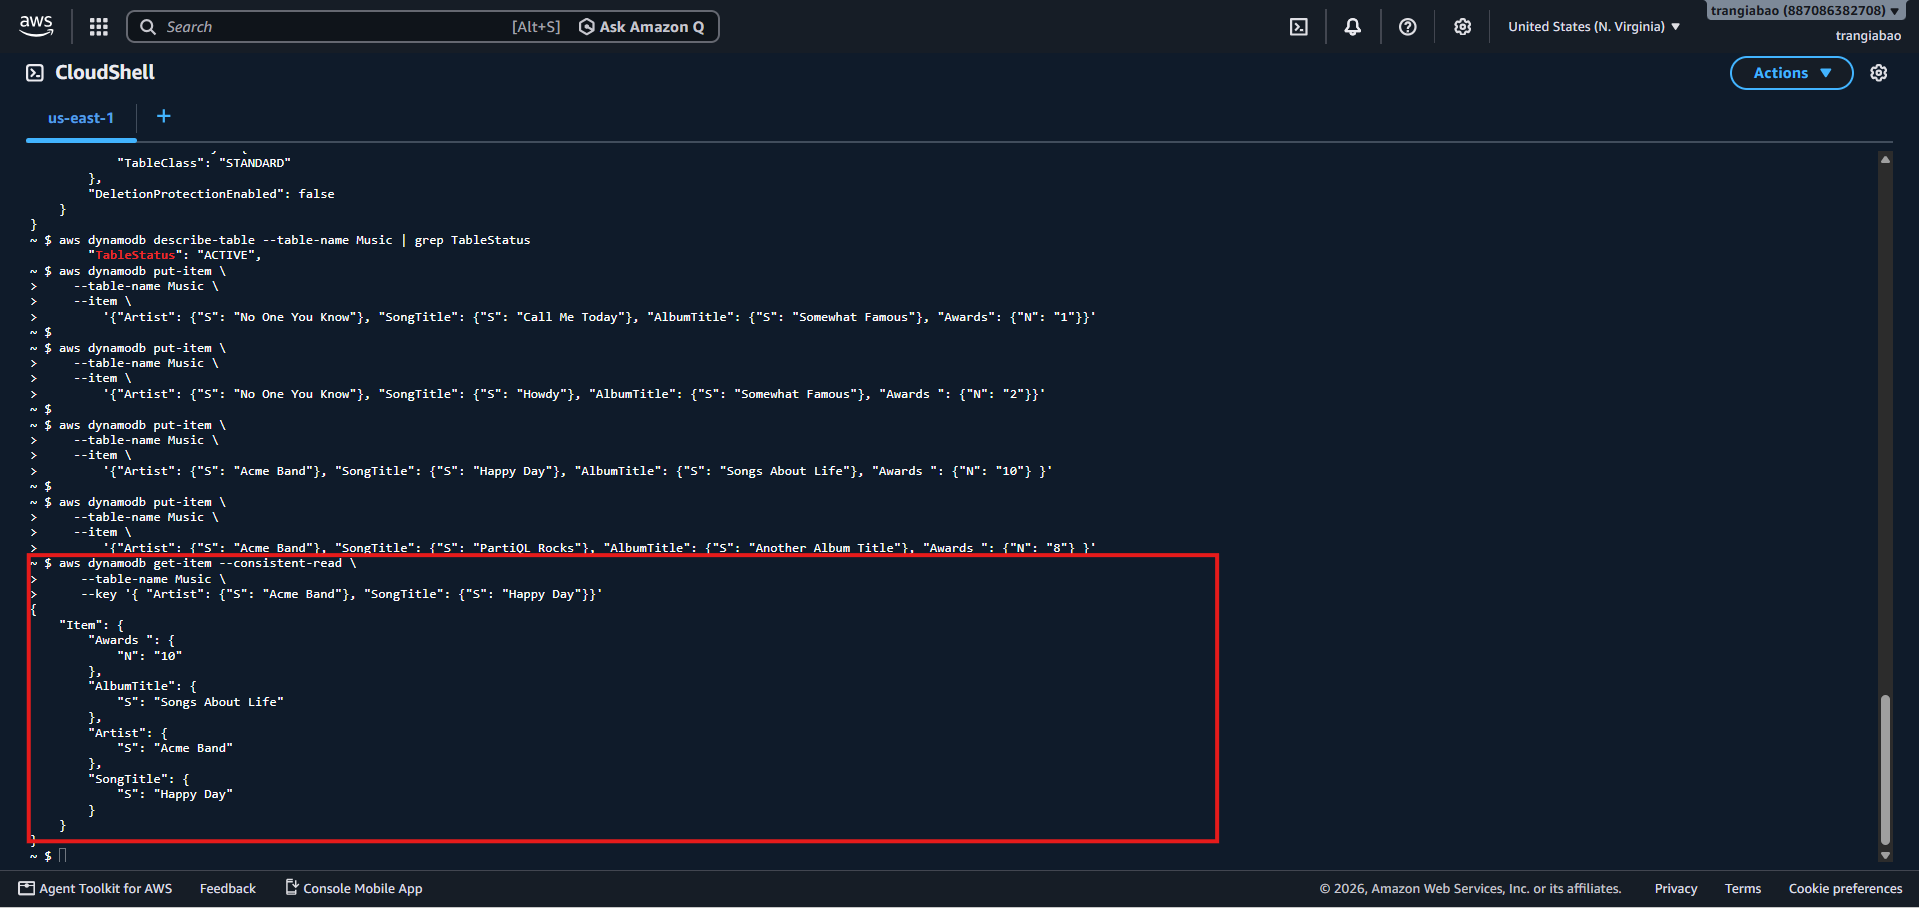 aws
Search [Alt+S] Ask Amazon Q
United States (N. Virginia) ▼
trangiabao (887086382708) ▼
trangiabao
CloudShell
Actions ▼
us-east-1 +
"TableClass": "STANDARD"
},
"DeletionProtectionEnabled": false
}
}
~ $ aws dynamodb describe-table --table-name Music | grep TableStatus
"TableStatus": "ACTIVE",
~ $ aws dynamodb put-item \
> --table-name Music \
> --item \
> '{"Artist": {"S": "No One You Know"}, "SongTitle": {"S": "Call Me Today"}, "AlbumTitle": {"S": "Somewhat Famous"}, "Awards": {"N": "1"}}'
~ $
~ $ aws dynamodb put-item \
> --table-name Music \
> --item \
> '{"Artist": {"S": "No One You Know"}, "SongTitle": {"S": "Howdy"}, "AlbumTitle": {"S": "Somewhat Famous"}, "Awards ": {"N": "2"}}'
~ $
~ $ aws dynamodb put-item \
> --table-name Music \
> --item \
> '{"Artist": {"S": "Acme Band"}, "SongTitle": {"S": "Happy Day"}, "AlbumTitle": {"S": "Songs About Life"}, "Awards ": {"N": "10"} }'
~ $
~ $ aws dynamodb put-item \
> --table-name Music \
> --item \
> '{"Artist": {"S": "Acme Band"}, "SongTitle": {"S": "PartiQL Rocks"}, "AlbumTitle": {"S": "Another Album Title"}, "Awards ": {"N": "8"} }'
~ $ aws dynamodb get-item --consistent-read \
> --table-name Music \
> --key '{ "Artist": {"S": "Acme Band"}, "SongTitle": {"S": "Happy Day"}}'
{
"Item": {
"Awards ": {
"N": "10"
},
"AlbumTitle": {
"S": "Songs About Life"
},
"Artist": {
"S": "Acme Band"
},
"SongTitle": {
"S": "Happy Day"
}
}
}
~ $
Agent Toolkit for AWS Feedback Console Mobile App © 2026, Amazon Web Services, Inc. or its affiliates. Privacy Terms Cookie preferences